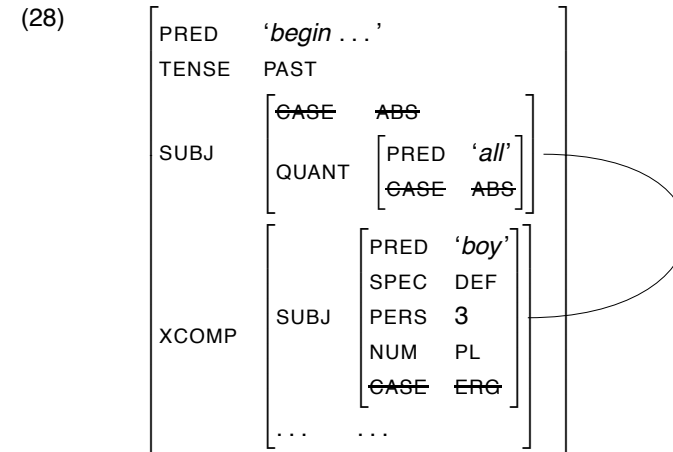 (28)
PRED 'begin . . .'
TENSE PAST
CASE ABS
SUBJ
QUANT PRED 'all'
CASE ABS
PRED 'boy'
SPEC DEF
SUBJ PERS 3
XCOMP
NUM PL
CASE ERG
. . . . . .